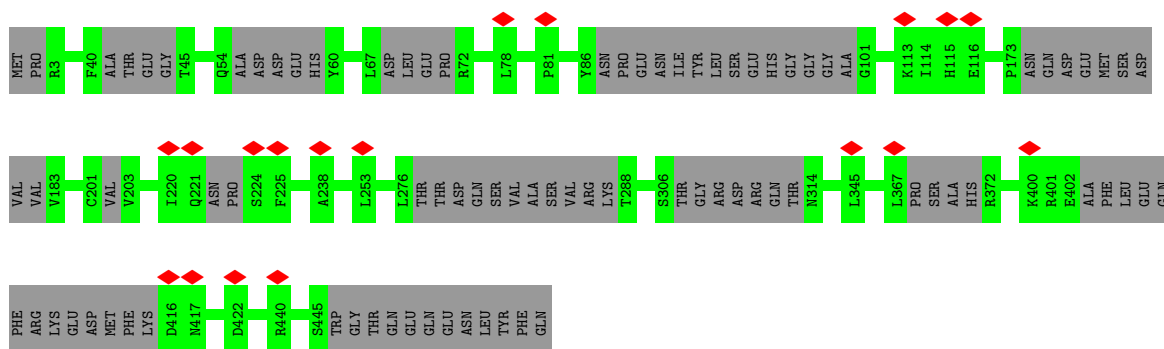 MET PRO R3 F40 ALA THR GLU GLY T45 Q54 ALA ASP ASP GLU HIS Y60 L67 ASP LEU GLU PRO R72 L78 P81 Y86 ASN PRO GLU ASN ILE TYR LEU SER GLU HIS GLY GLY GLY ALA G101 K113 I114 H115 E116 P173 ASN GLN ASP GLU MET SER ASP
VAL VAL V183 C201 VAL V203 I220 Q221 ASN PRO S224 F225 A238 L253 L276 THR THR ASP GLN SER VAL ALA SER VAL ARG LYS T288 S306 THR GLY ARG ASP ARG GLN THR N314 L345 L367 PRO SER ALA HIS R372 K400 R401 E402 ALA PHE LEU GLU GLN
PHE ARG LYS GLU ASP MET PHE LYS D416 N417 D422 R440 S445 TRP GLY THR GLN GLU GLN GLU ASN LEU TYR PHE GLN